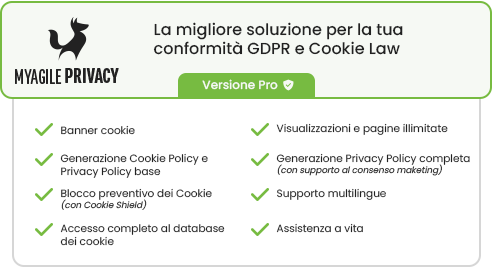 MYAGILE PRIVACY
La migliore soluzione per la tua
conformità GDPR e Cookie Law
Versione Pro
Banner cookie
Generazione Cookie Policy e
Privacy Policy base
Blocco preventivo dei Cookie
(con Cookie Shield)
Accesso completo al database
dei cookie
Visualizzazioni e pagine illimitate
Generazione Privacy Policy completa
(con supporto al consenso maketing)
Supporto multilingue
Assistenza a vita